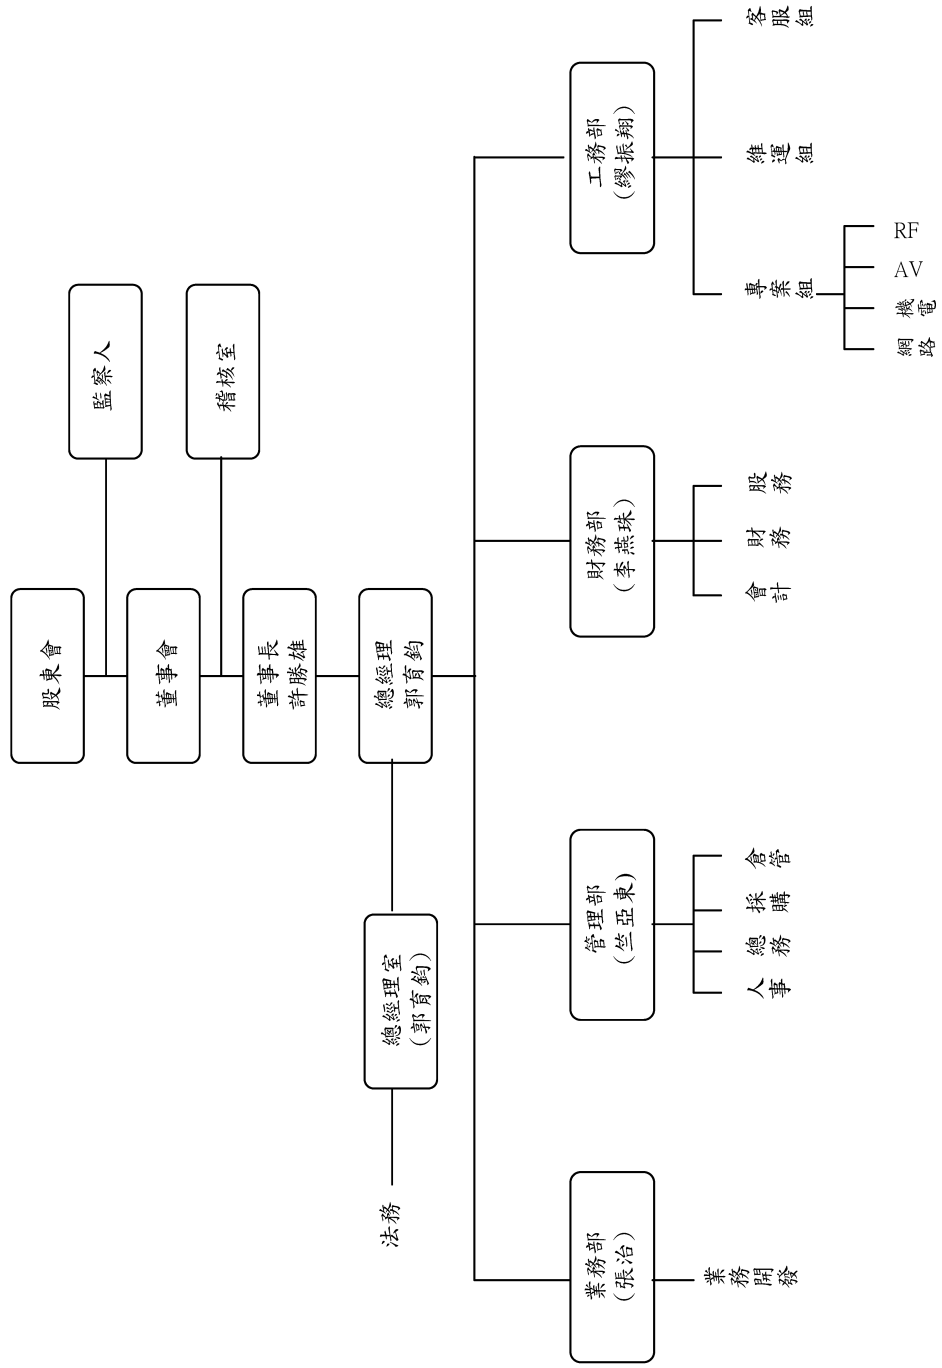 股東會
監察人
董事會
稽核室
董事長
許勝雄
總經理
郭育鈞
總經理室
(郭育鈞)
法務
業務部
(張治)
業務開發
管理部
(竺亞東)
人事
總務
採購
倉管
財務部
(李燕珠)
會計
財務
股務
工務部
(繆振翔)
專案組
網路
機電
AV
RF
維運組
客服組